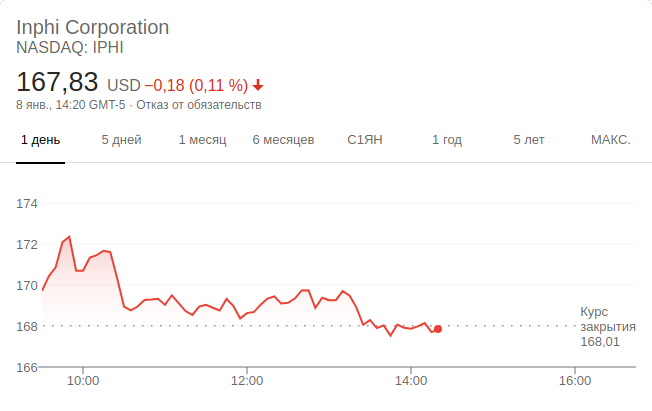 Inphi Corporation
NASDAQ: IPHI
167,83 USD −0,18 (0,11 %)
8 янв., 14:20 GMT-5 · Отказ от обязательств
1 день 5 дней 1 месяц 6 месяцев С1ЯН 1 год 5 лет МАКС.
174
172
170
168
166
Курс
закрытия
168,01
10:00 12:00 14:00 16:00